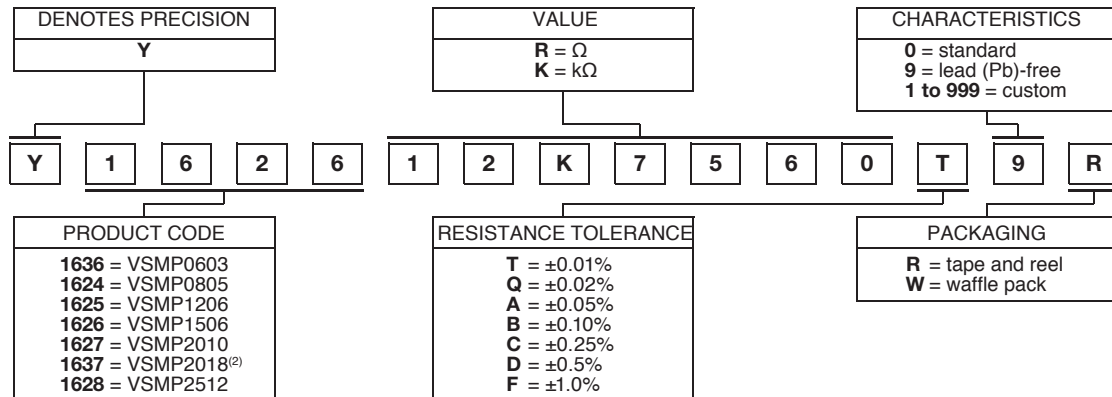 DENOTES PRECISION
Y
VALUE
R = Ω
K = kΩ
CHARACTERISTICS
0 = standard
9 = lead (Pb)-free
1 to 999 = custom
Y 1 6 2 6 1 2 K 7 5 6 0 T 9 R
PRODUCT CODE
1636 = VSMP0603
1624 = VSMP0805
1625 = VSMP1206
1626 = VSMP1506
1627 = VSMP2010
1637 = VSMP2018(2)
1628 = VSMP2512
RESISTANCE TOLERANCE
T = ±0.01%
Q = ±0.02%
A = ±0.05%
B = ±0.10%
C = ±0.25%
D = ±0.5%
F = ±1.0%
PACKAGING
R = tape and reel
W = waffle pack